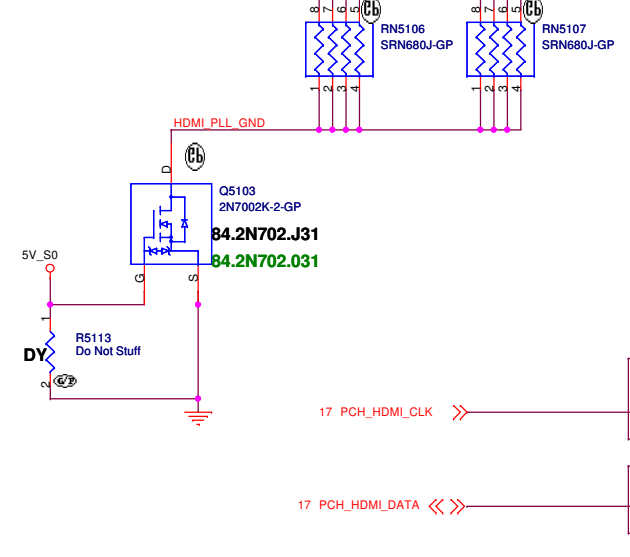 8 7 6 5
RN5106
SRN680J-GP
1 2 3 4
8 7 6 5
RN5107
SRN680J-GP
1 2 3 4
HDMI_PLL_GND
D
Q5103
2N7002K-2-GP
84.2N702.J31
84.2N702.031
G
S
5V_S0
1
R5113
Do Not Stuff
DY
2
G/P
17 PCH_HDMI_CLK
17 PCH_HDMI_DATA